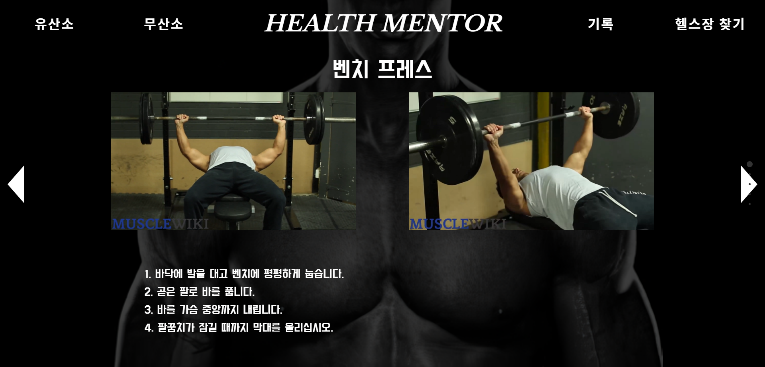 유산소
무산소
HEALTH MENTOR
기록
헬스장 찾기
벤치 프레스
MUSCLEWIKI
MUSCLEWIKI
1. 바닥에 발을 대고 벤치에 평평하게 눕습니다.
2. 곧은 팔로 바를 풉니다.
3. 바를 가슴 중앙까지 내립니다.
4. 팔꿈치가 잠길 때까지 막대를 올리십시오.